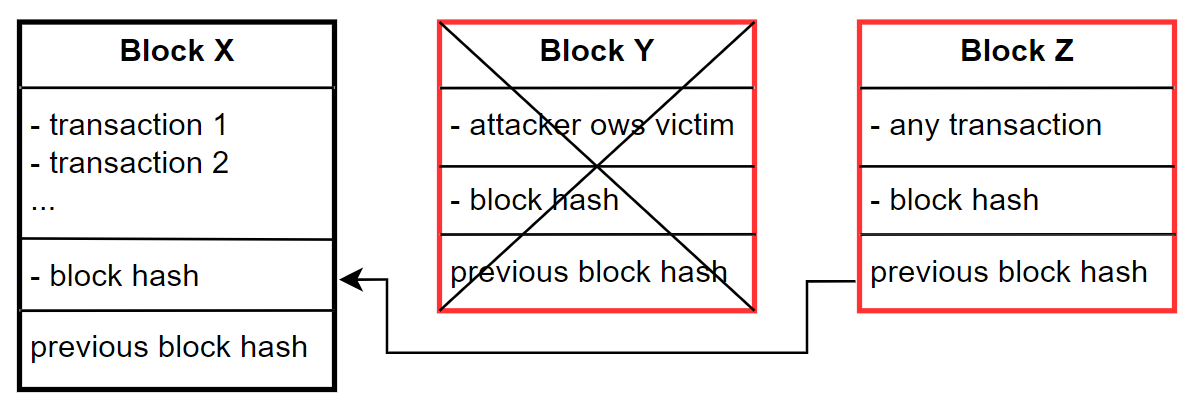 Block X
- transaction 1
- transaction 2
...
- block hash
previous block hash
Block Y
- attacker ows victim
- block hash
previous block hash
Block Z
- any transaction
- block hash
previous block hash